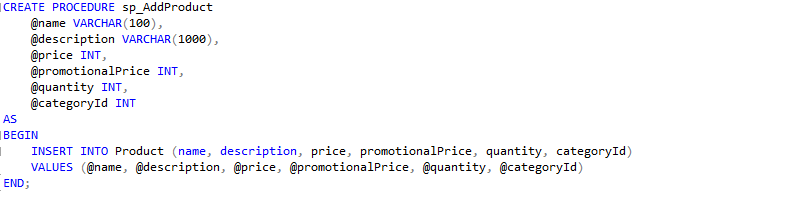 CREATE PROCEDURE sp_AddProduct
    @name VARCHAR(100),
    @description VARCHAR(1000),
    @price INT,
    @promotionalPrice INT,
    @quantity INT,
    @categoryId INT
AS
BEGIN
    INSERT INTO Product (name, description, price, promotionalPrice, quantity, categoryId)
    VALUES (@name, @description, @price, @promotionalPrice, @quantity, @categoryId)
END;